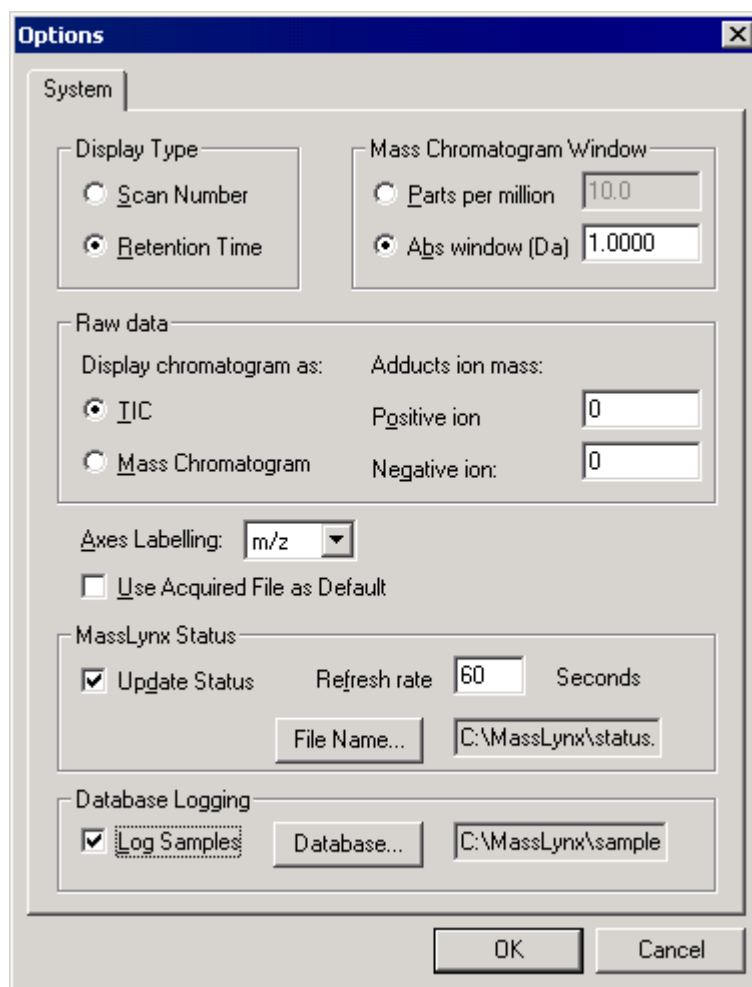 Options
System
Display Type
Scan Number
Retention Time
Mass Chromatogram Window
Parts per million 10.0
Abs window (Da) 1.0000
Raw data
Display chromatogram as:
TIC
Mass Chromatogram
Adducts ion mass:
Positive ion 0
Negative ion: 0
Axes Labelling: m/z
Use Acquired File as Default
MassLynx Status
Update Status Refresh rate 60 Seconds
File Name... C:\MassLynx\status.
Database Logging
Log Samples Database... C:\MassLynx\sample
OK Cancel